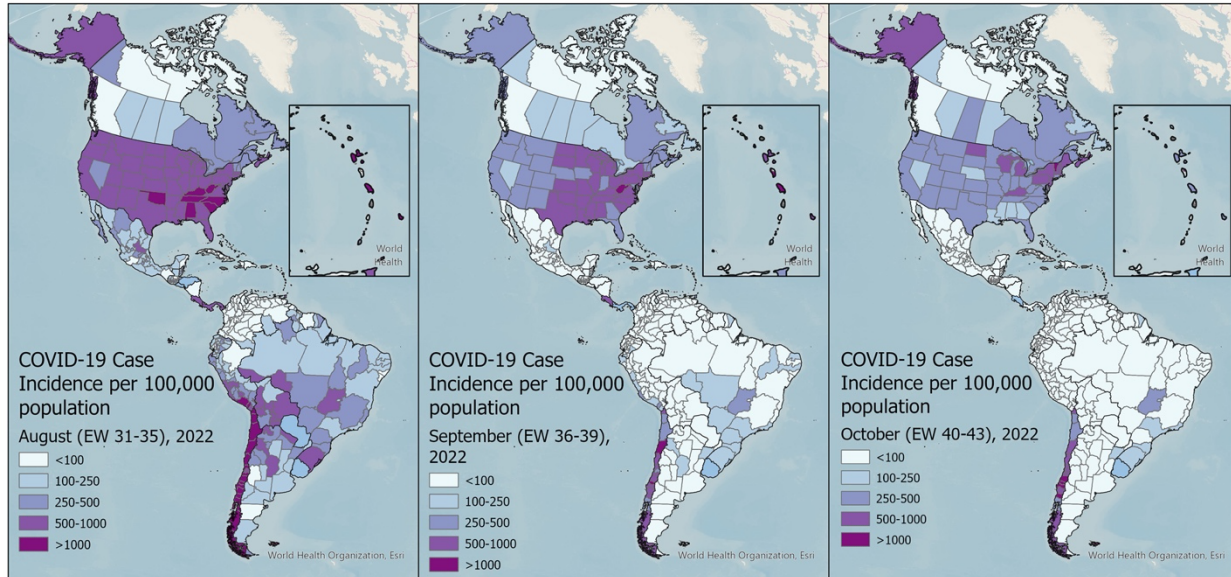 World
Health
COVID-19 Case
Incidence per 100,000
population
August (EW 31-35), 2022
<100
100-250
250-500
500-1000
>1000
World Health Organization, Esri
World
Health
COVID-19 Case
Incidence per 100,000
population
September (EW 36-39),
2022
<100
100-250
250-500
500-1000
>1000
World Health Organization, Esri
World
Health
COVID-19 Case
Incidence per 100,000
population
October (EW 40-43), 2022
<100
100-250
250-500
500-1000
>1000
World Health Organization, Esri